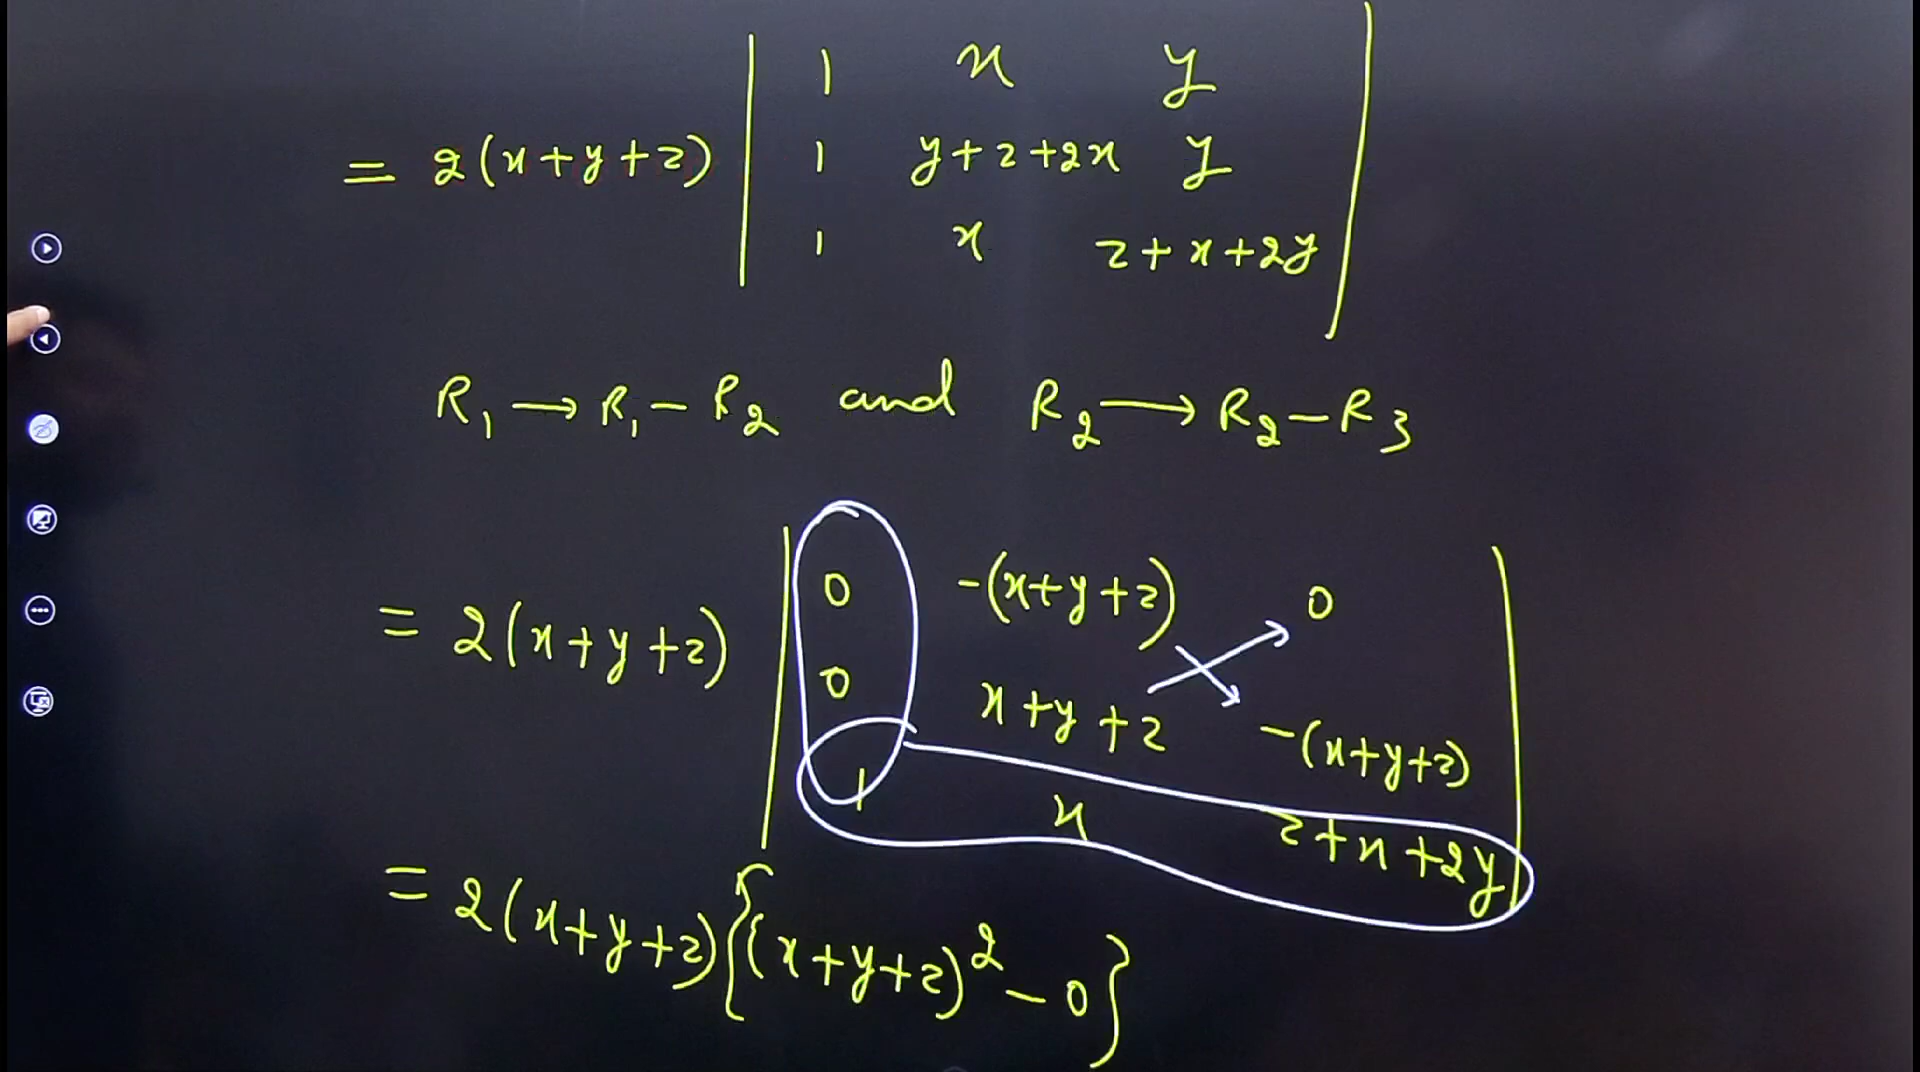 = 2(x+y+z) | 1 x y |
| 1 y+z+2x y |
| 1 x z+x+2y |
R₁ → R₁ – R₂ and R₂ → R₂ – R₃
= 2(x+y+z) | 0 -(x+y+z) 0 |
| 0 x+y+z -(x+y+z) |
| 1 x z+x+2y |
= 2(x+y+z){(x+y+z)² – 0}